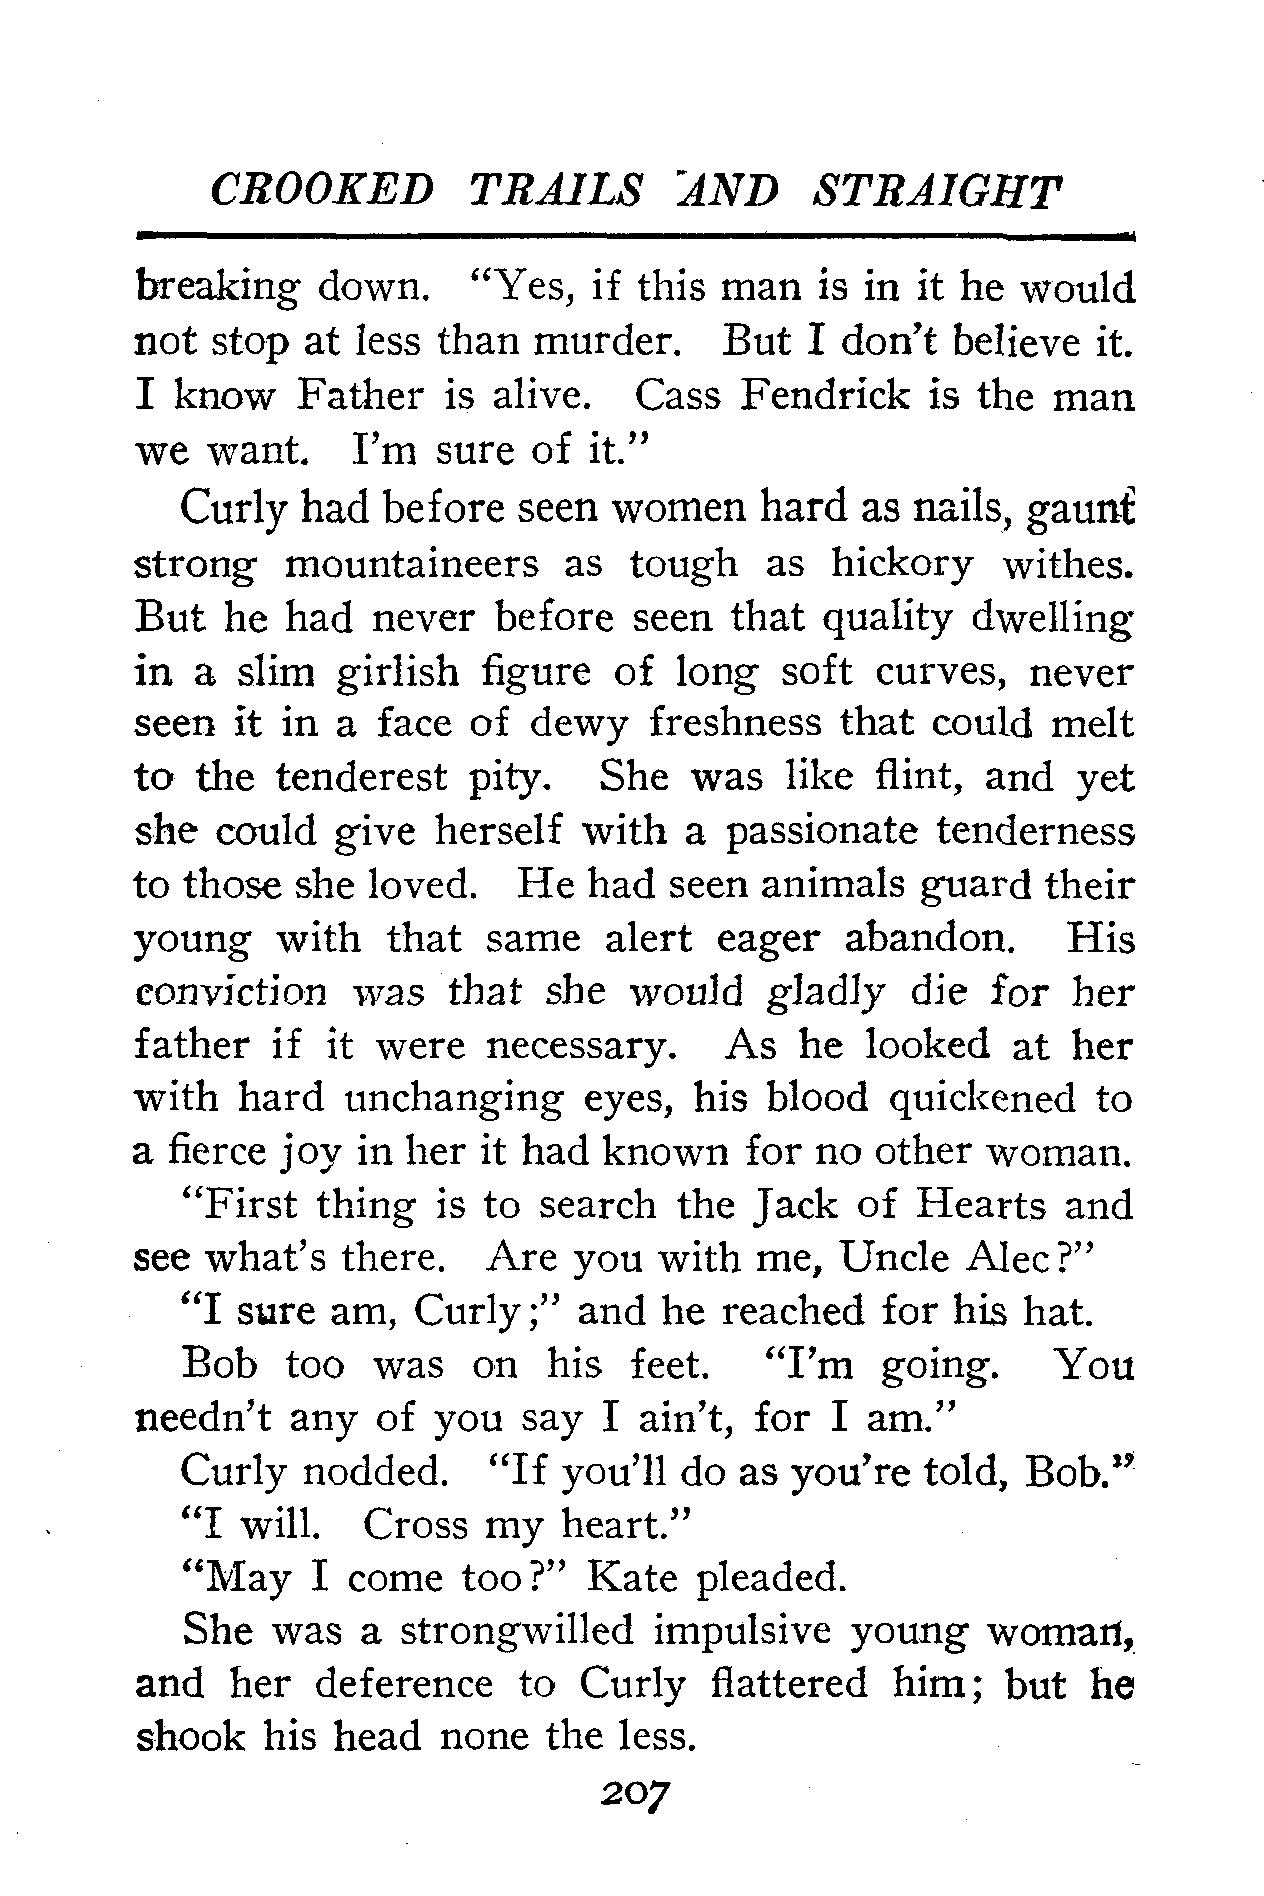 CROOKED TRAILS AND STRAIGHT
breaking down. "Yes, if this man is in it he would
not stop at less than murder. But I don't believe it.
I know Father is alive. Cass Fendrick is the man
we want. I'm sure of it."
Curly had before seen women hard as nails, gaunt
strong mountaineers as tough as hickory withes.
But he had never before seen that quality dwelling
in a slim girlish figure of long soft curves, never
seen it in a face of dewy freshness that could melt
to the tenderest pity. She was like flint, and yet
she could give herself with a passionate tenderness
to those she loved. He had seen animals guard their
young with that same alert eager abandon. His
conviction was that she would gladly die for her
father if it were necessary. As he looked at her
with hard unchanging eyes, his blood quickened to
a fierce joy in her it had known for no other woman.
"First thing is to search the Jack of Hearts and
see what's there. Are you with me, Uncle Alec?"
"I sure am, Curly;" and he reached for his hat.
Bob too was on his feet. "I'm going. You
needn't any of you say I ain't, for I am."
Curly nodded. "If you'll do as you're told, Bob."
"I will. Cross my heart."
"May I come too?" Kate pleaded.
She was a strongwilled impulsive young woman,
and her deference to Curly flattered him; but he
shook his head none the less.
207